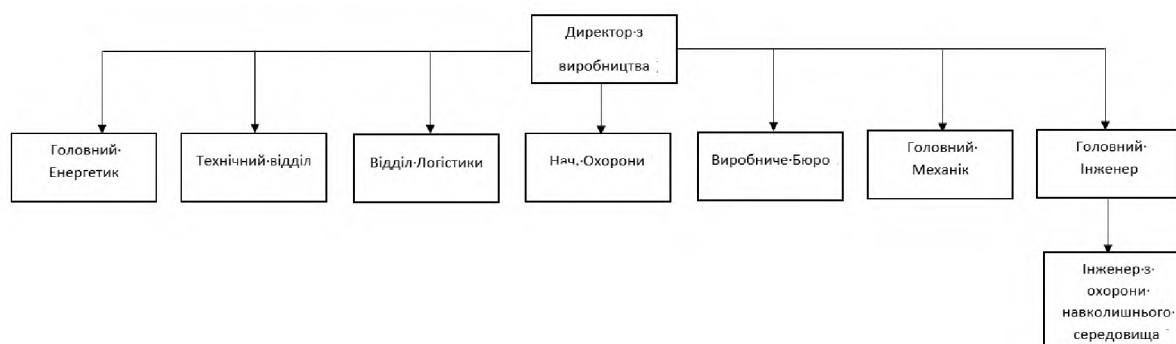 Директор з
виробництва
Головний
Енергетик
Технічний відділ
Відділ Логістики
Нач. Охорони
Виробниче Бюро
Головний
Механік
Головний
Інженер
Інженер з
охорони
навколишнього
середовища